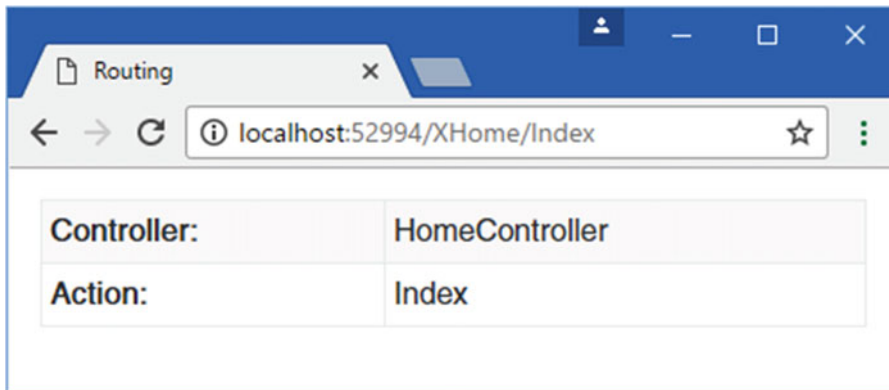 Routing
localhost:52994/XHome/Index
Controller: HomeController
Action: Index